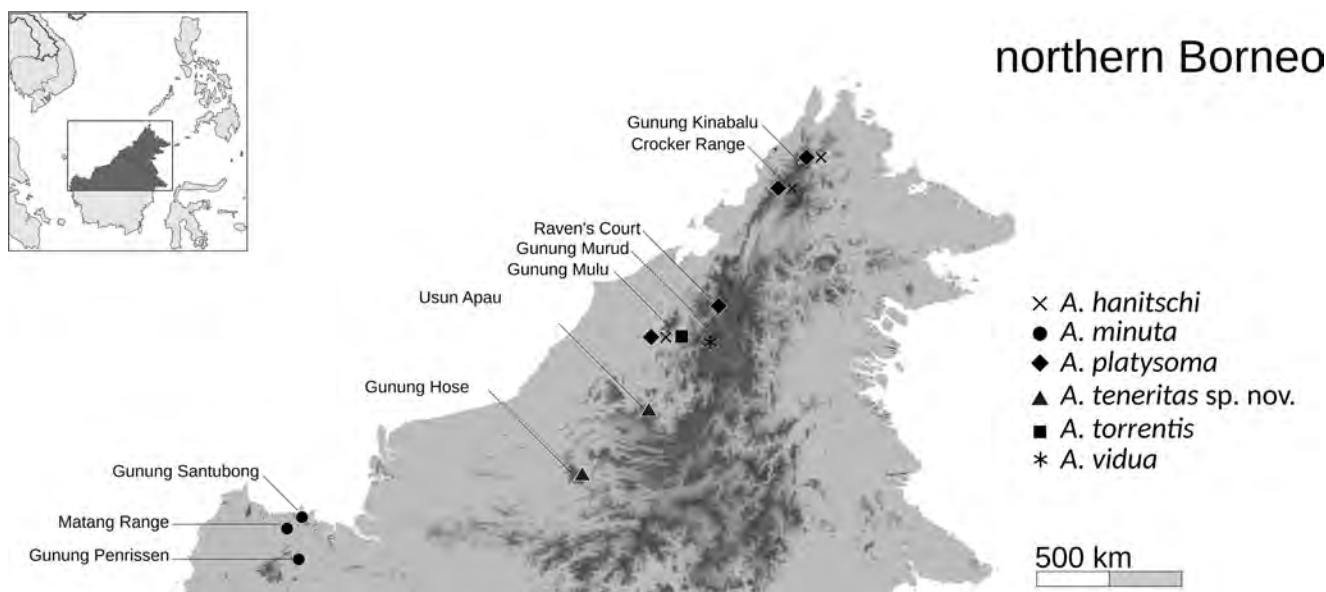 northern Borneo
Gunung Kinabalu
Crocker Range
Raven's Court
Gunung Murud
Gunung Mulu
Usun Apau
Gunung Hose
Gunung Santubong
Matang Range
Gunung Penrissen
A. hanitschi
A. minuta
A. platysoma
A. teneritas sp. nov.
A. torrentis
A. vidua
500 km